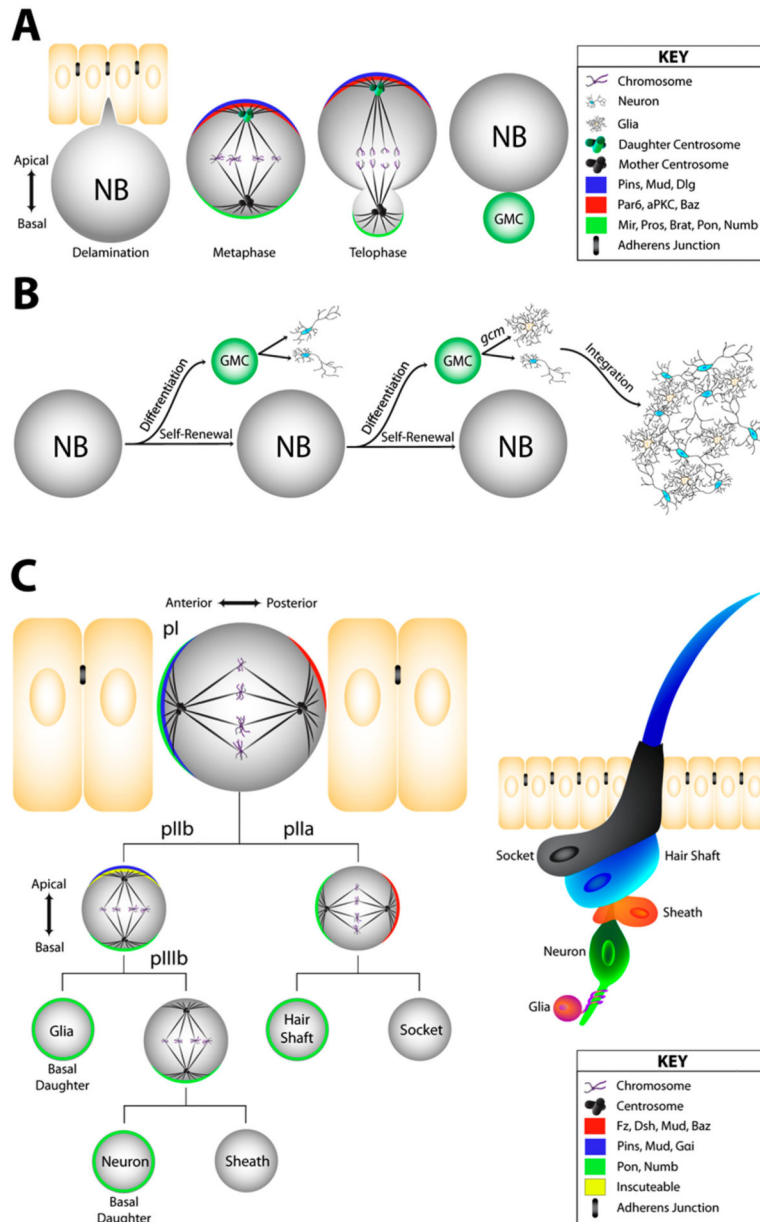 A
NB
Apical
Basal
Delamination
Metaphase
Telophase
NB
GMC
KEY
Chromosome
Neuron
Glia
Daughter Centrosome
Mother Centrosome
Pins, Mud, Dlg
Par6, aPKC, Baz
Mir, Pros, Brat, Pon, Numb
Adherens Junction
B
NB
Differentiation
Self-Renewal
GMC
NB
Differentiation
Self-Renewal
GMC
gcm
NB
Integration
C
Anterior Posterior
pI
pIIb pIIa
Apical
Basal
pIIIb
Glia
Basal
Daughter
Hair
Shaft
Socket
Neuron
Basal
Daughter
Sheath
Socket
Hair Shaft
Sheath
Neuron
Glia
KEY
Chromosome
Centrosome
Fz, Dsh, Mud, Baz
Pins, Mud, Gαi
Pon, Numb
Inscuteable
Adherens Junction